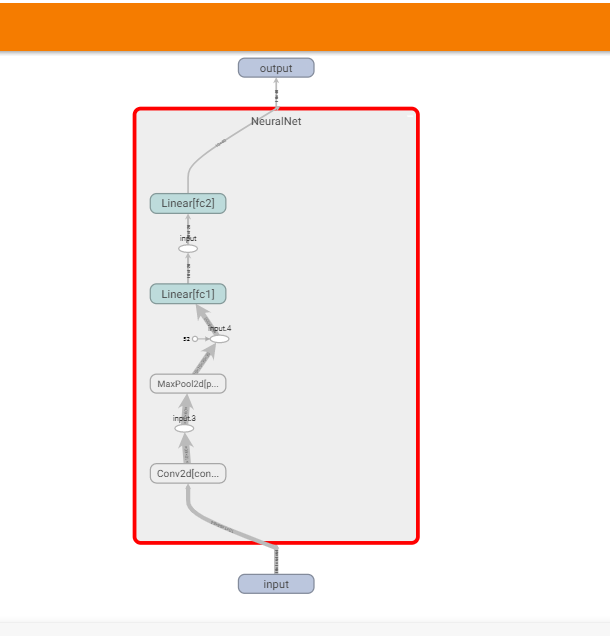 output
NeuralNet
Linear[fc2]
input
Linear[fc1]
input.4
MaxPool2d[p...
input.3
Conv2d[con...
input